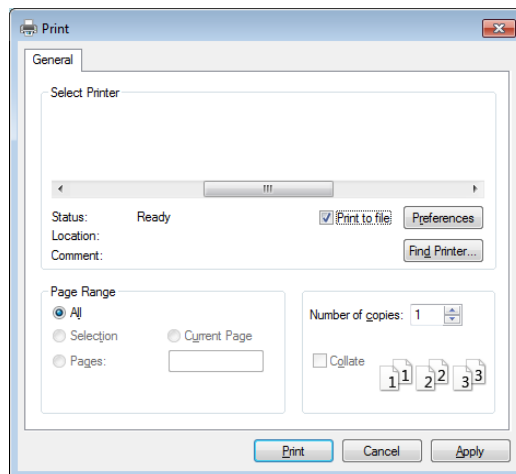 Print
General
Select Printer
Status: Ready
Print to file
Preferences
Location:
Comment:
Find Printer...
Page Range
All
Selection
Current Page
Pages:
Number of copies: 1
Collate
1 1 2 2 3 3
Print Cancel Apply